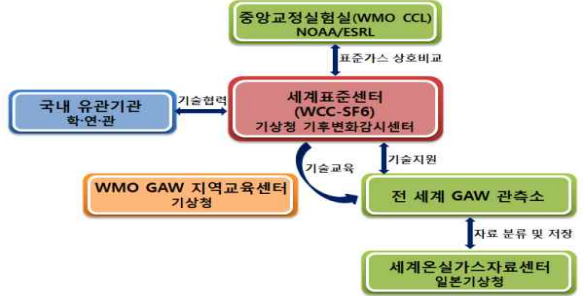 중앙교정실험실(WMO CCL)
NOAA/ESRL
표준가스 상호비교
국내 유관기관
학·연·관
기술협력
세계표준센터
(WCC-SF6)
기상청 기후변화감시센터
기술교육
기술지원
WMO GAW 지역교육센터
기상청
전 세계 GAW 관측소
자료 분류 및 저장
세계온실가스자료센터
일본기상청